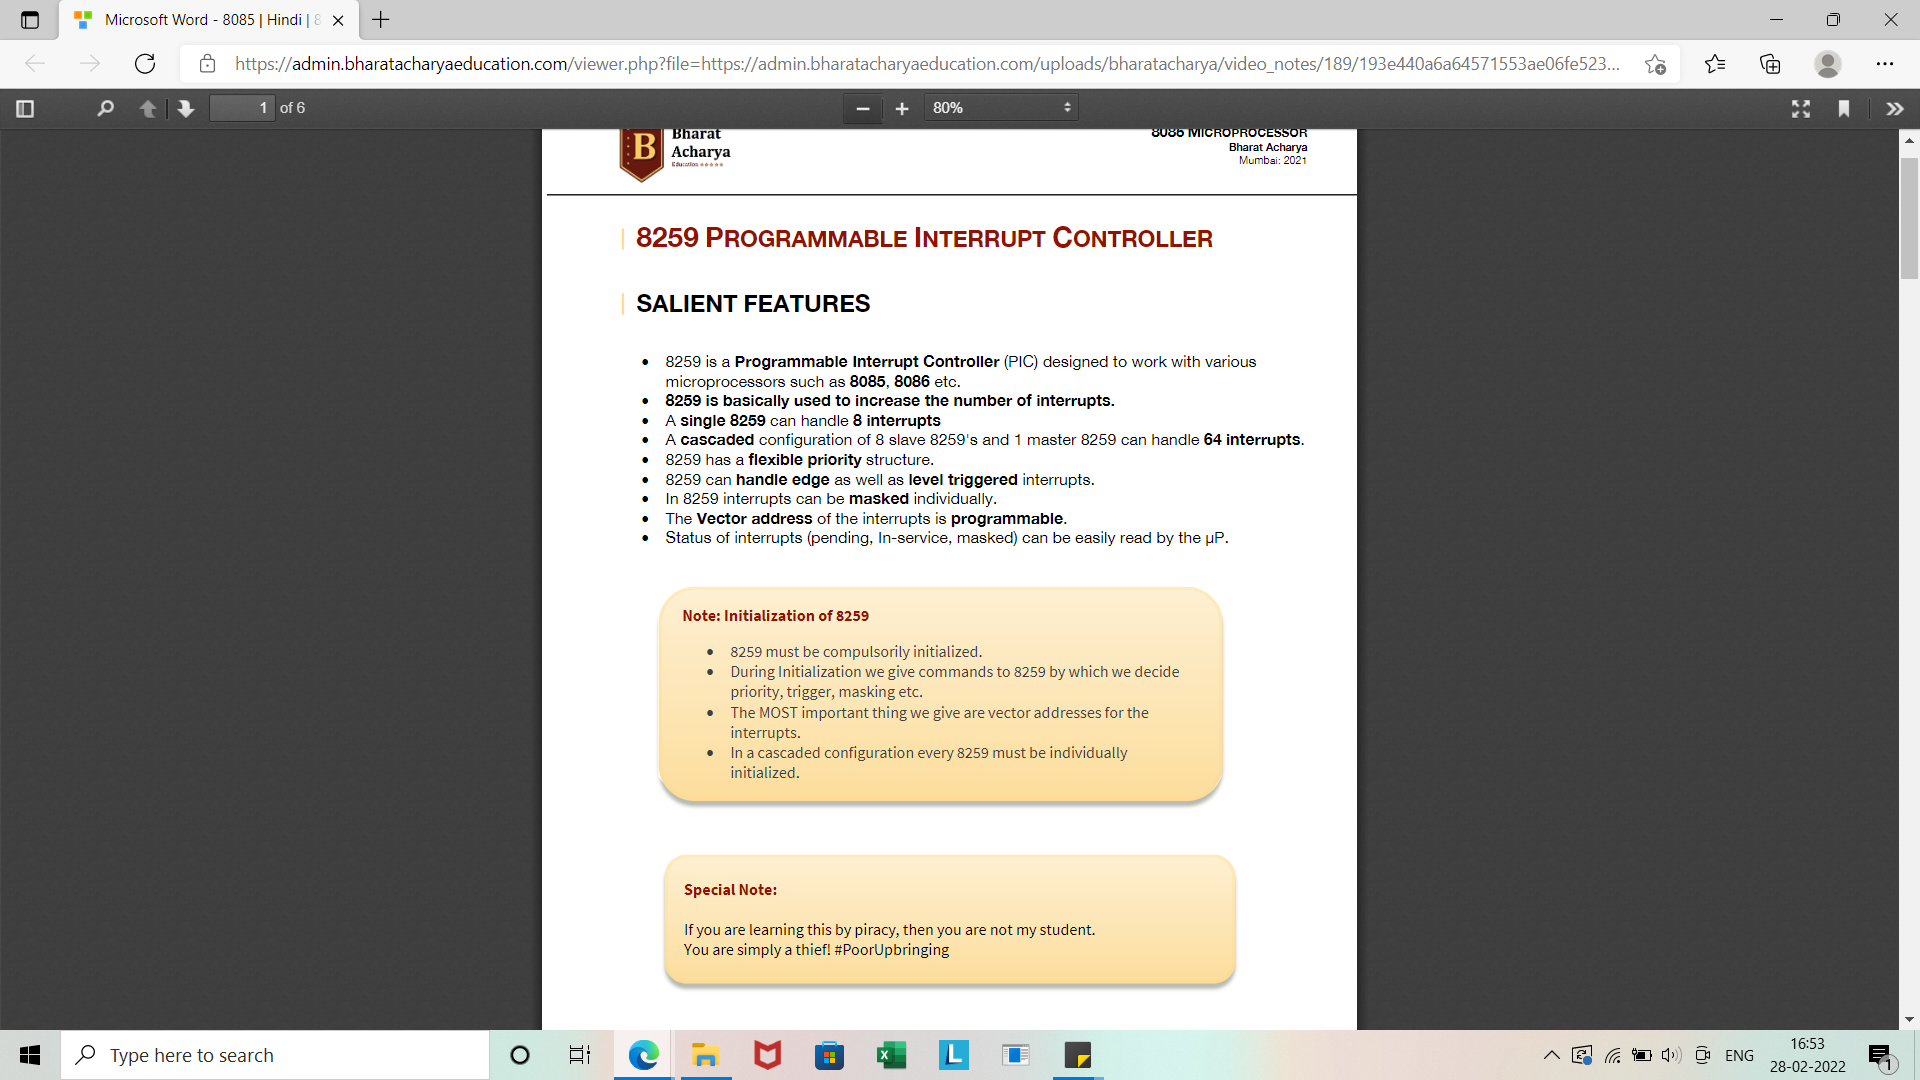 Microsoft Word - 8085 | Hindi | 8
https://admin.bharatacharyaeducation.com/viewer.php?file=https://admin.bharatacharyaeducation.com/uploads/bharatacharya/video_notes/189/193e440a6a64571553ae06fe523...
1 of 6
80%
B
Bharat
Acharya
Education
8085 MICROPROCESSOR
Bharat Acharya
Mumbai: 2021
8259 PROGRAMMABLE INTERRUPT CONTROLLER
SALIENT FEATURES
• 8259 is a Programmable Interrupt Controller (PIC) designed to work with various
microprocessors such as 8085, 8086 etc.
• 8259 is basically used to increase the number of interrupts.
• A single 8259 can handle 8 interrupts
• A cascaded configuration of 8 slave 8259's and 1 master 8259 can handle 64 interrupts.
• 8259 has a flexible priority structure.
• 8259 can handle edge as well as level triggered interrupts.
• In 8259 interrupts can be masked individually.
• The Vector address of the interrupts is programmable.
• Status of interrupts (pending, In-service, masked) can be easily read by the µP.
Note: Initialization of 8259
• 8259 must be compulsorily initialized.
• During Initialization we give commands to 8259 by which we decide
priority, trigger, masking etc.
• The MOST important thing we give are vector addresses for the
interrupts.
• In a cascaded configuration every 8259 must be individually
initialized.
Special Note:
If you are learning this by piracy, then you are not my student.
You are simply a thief! #PoorUpbringing
Type here to search
L
ENG
16:53
28-02-2022
1